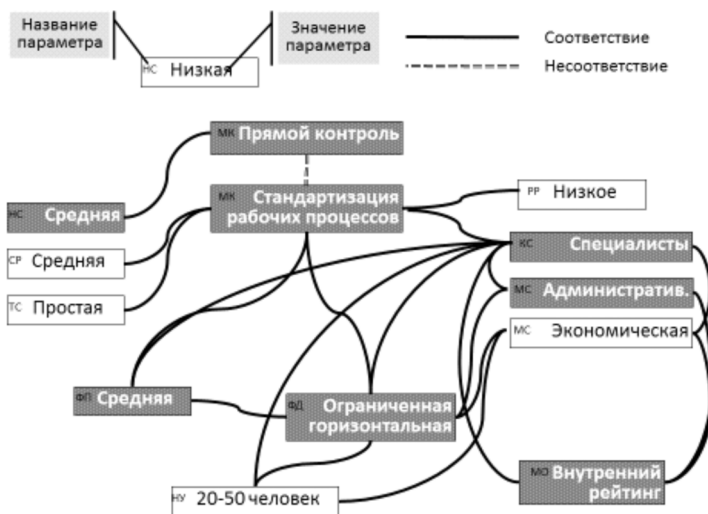 Название
параметра
Значение
параметра
НС Низкая
Соответствие
Несоответствие
МК Прямой контроль
МК Стандартизация
рабочих процессов
РР Низкое
НС Средняя
КС Специалисты
СР Средняя
МС Административ.
ТС Простая
МС Экономическая
ФП Средняя
ФД Ограниченная
горизонтальная
МО Внутренний
рейтинг
НУ 20-50 человек